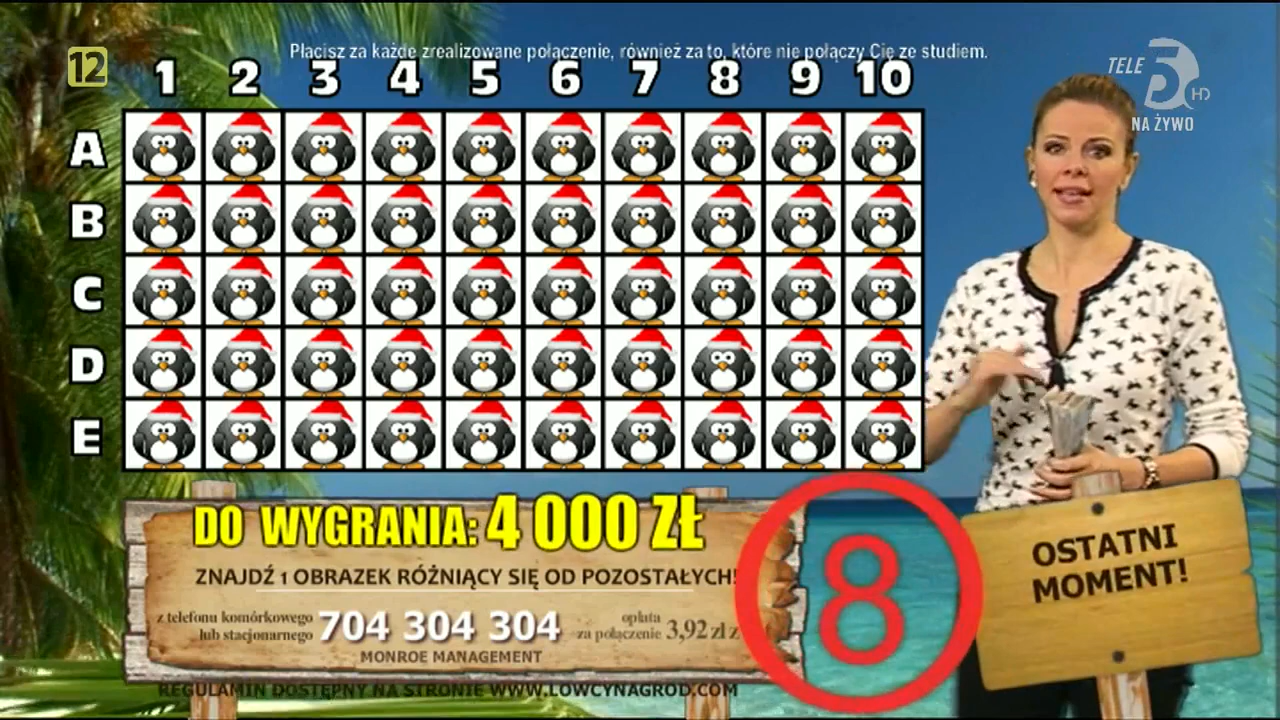 Płacisz za każde zrealizowane połączenie, również za to, które nie połączy Cię ze studiem.
12
1 2 3 4 5 6 7 8 9 10
TELE 5 HD
NA ŻYWO
A
B
C
D
E
DO WYGRANIA: 4 000 ZŁ
ZNAJDŹ 1 OBRAZEK RÓŻNIĄCY SIĘ OD POZOSTAŁYCH!
z telefonu komórkowego
lub stacjonarnego
704 304 304
opłata
za połączenie 3,92 zł z
MONROE MANAGEMENT
8
OSTATNI
MOMENT!
REGULAMIN DOSTĘPNY NA STRONIE WWW.LOWCYNAGROD.COM